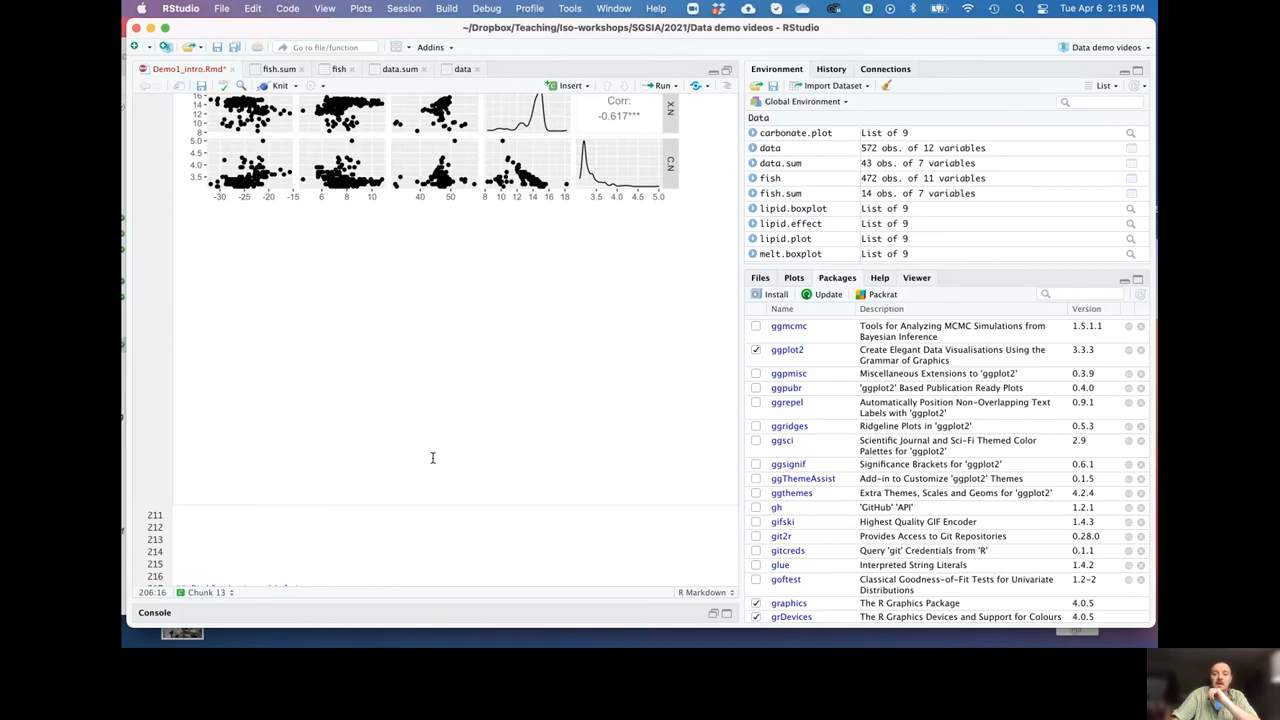 RStudio File Edit Code View Plots Session Build Debug Profile Tools Window Help Tue Apr 6 2:15 PM
~/Dropbox/Teaching/Iso-workshops/SGSIA/2021/Data demo videos - RStudio
Go to file/function Addins Data demo videos
Demo1_intro.Rmd* fish.sum fish data.sum data
Knit Insert Run
16
14
12
10
8
Corr:
-0.617***
X.N
5.0
4.5
4.0
3.5
C.N
-30 -25 -20 -15 6 8 10 40 50 8 10 12 14 16 18 3.5 4.0 4.5 5.0
211
212
213
214
215
216
206:16 Chunk 13 R Markdown
Console
Environment History Connections
Import Dataset List
Global Environment
Data
carbonate.plot List of 9
data 572 obs. of 12 variables
data.sum 43 obs. of 7 variables
fish 472 obs. of 11 variables
fish.sum 14 obs. of 7 variables
lipid.boxplot List of 9
lipid.effect List of 9
lipid.plot List of 9
melt.boxplot List of 9
Files Plots Packages Help Viewer
Install Update Packrat
Name Description Version
ggmcmc Tools for Analyzing MCMC Simulations from 1.5.1.1
Bayesian Inference
ggplot2 Create Elegant Data Visualisations Using the 3.3.3
Grammar of Graphics
ggpmisc Miscellaneous Extensions to 'ggplot2' 0.3.9
ggpubr 'ggplot2' Based Publication Ready Plots 0.4.0
ggrepel Automatically Position Non-Overlapping Text 0.9.1
Labels with 'ggplot2'
ggridges Ridgeline Plots in 'ggplot2' 0.5.3
ggsci Scientific Journal and Sci-Fi Themed Color 2.9
Palettes for 'ggplot2'
ggsignif Significance Brackets for 'ggplot2' 0.6.1
ggThemeAssist Add-in to Customize 'ggplot2' Themes 0.1.5
ggthemes Extra Themes, Scales and Geoms for 'ggplot2' 4.2.4
gh 'GitHub' 'API' 1.2.1
gifski Highest Quality GIF Encoder 1.4.3
git2r Provides Access to Git Repositories 0.28.0
gitcreds Query 'git' Credentials from 'R' 0.1.1
glue Interpreted String Literals 1.4.2
goftest Classical Goodness-of-Fit Tests for Univariate 1.2-2
Distributions
graphics The R Graphics Package 4.0.5
grDevices The R Graphics Devices and Support for Colours 4.0.5